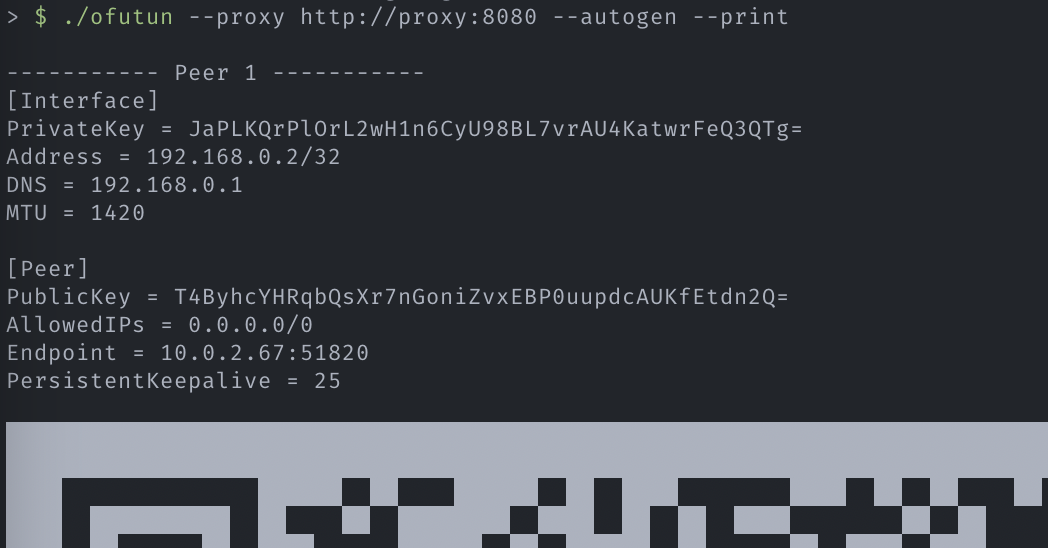 > $ ./ofutun --proxy http://proxy:8080 --autogen --print
----------- Peer 1 -----------
[Interface]
PrivateKey = JaPLKQrPlOrL2wH1n6CyU98BL7vrAU4KatwrFeQ3QTg=
Address = 192.168.0.2/32
DNS = 192.168.0.1
MTU = 1420
[Peer]
PublicKey = T4ByhcYHRqbQsXr7nGoniZvxEBP0uupdcAUKfEtdn2Q=
AllowedIPs = 0.0.0.0/0
Endpoint = 10.0.2.67:51820
PersistentKeepalive = 25